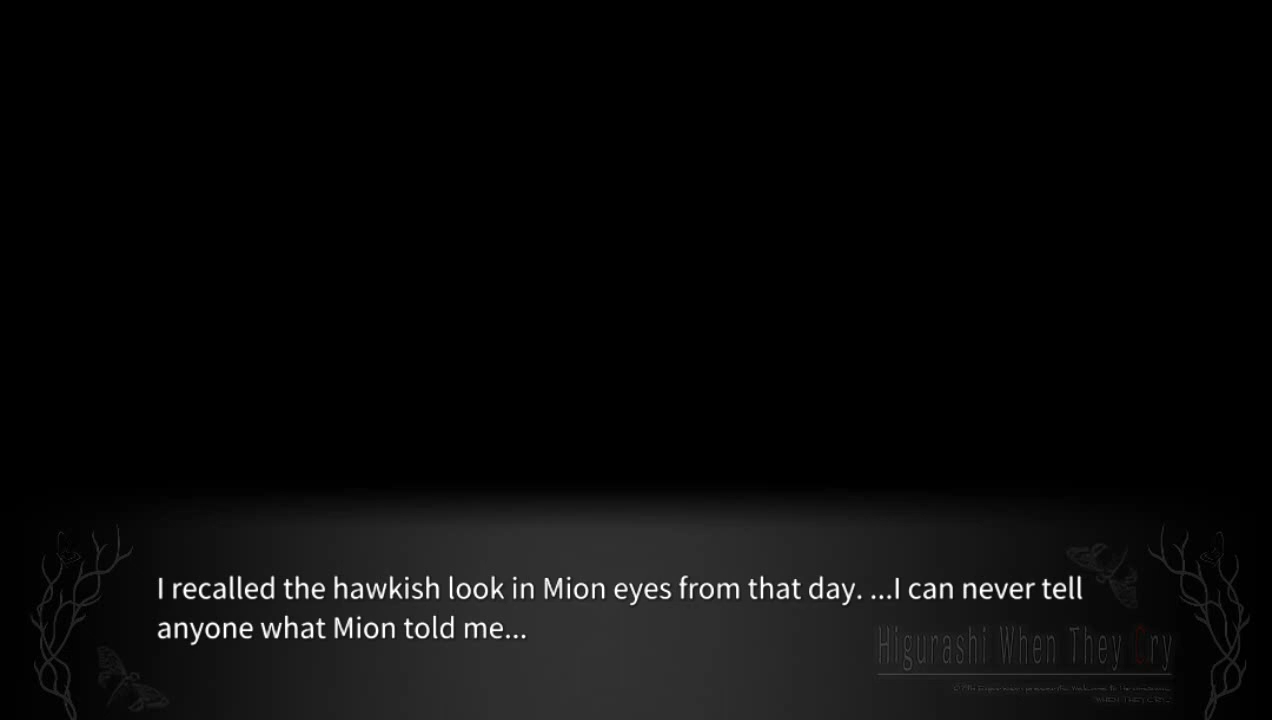 I recalled the hawkish look in Mion eyes from that day. ...I can never tell
anyone what Mion told me...
Higurashi When They Cry